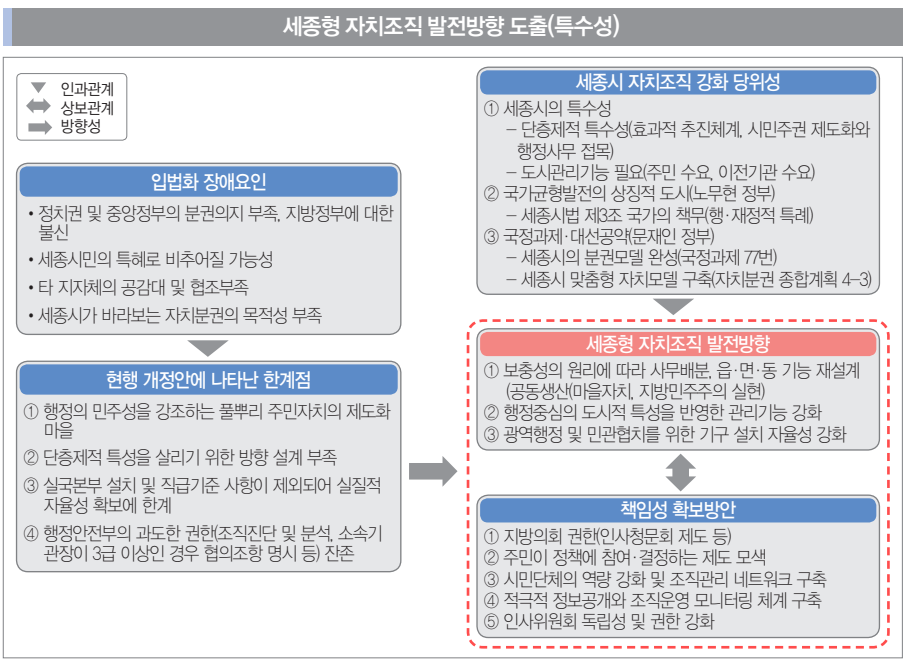 세종형 자치조직 발전방향 도출(특수성)
인과관계
상보관계
방향성
입법화 장애요인
• 정치권 및 중앙정부의 분권의지 부족, 지방정부에 대한
불신
• 세종시민의 특혜로 비추어질 가능성
• 타 지자체의 공감대 및 협조부족
• 세종시가 바라보는 자치분권의 목적성 부족
현행 개정안에 나타난 한계점
① 행정의 민주성을 강조하는 풀뿌리 주민자치의 제도화
마을
② 단층제적 특성을 살리기 위한 방향 설계 부족
③ 실국본부 설치 및 직급기준 사항이 제외되어 실질적
자율성 확보에 한계
④ 행정안전부의 과도한 권한(조직진단 및 분석, 소속기
관장이 3급 이상인 경우 협의조항 명시 등) 잔존
세종시 자치조직 강화 당위성
① 세종시의 특수성
– 단층제적 특수성(효과적 추진체계, 시민주권 제도화와
행정사무 접목)
– 도시관리기능 필요(주민 수요, 이전기관 수요)
② 국가균형발전의 상징적 도시(노무현 정부)
– 세종시법 제3조 국가의 책무(행·재정적 특례)
③ 국정과제·대선공약(문재인 정부)
– 세종시의 분권모델 완성(국정과제 77번)
– 세종시 맞춤형 자치모델 구축(자치분권 종합계획 4–3)
세종형 자치조직 발전방향
① 보충성의 원리에 따라 사무배분, 읍·면·동 기능 재설계
(공동생산(마을자치, 지방민주주의 실현)
② 행정중심의 도시적 특성을 반영한 관리기능 강화
③ 광역행정 및 민관협치를 위한 기구 설치 자율성 강화
책임성 확보방안
① 지방의회 권한(인사청문회 제도 등)
② 주민이 정책에 참여·결정하는 제도 모색
③ 시민단체의 역량 강화 및 조직관리 네트워크 구축
④ 적극적 정보공개와 조직운영 모니터링 체계 구축
⑤ 인사위원회 독립성 및 권한 강화